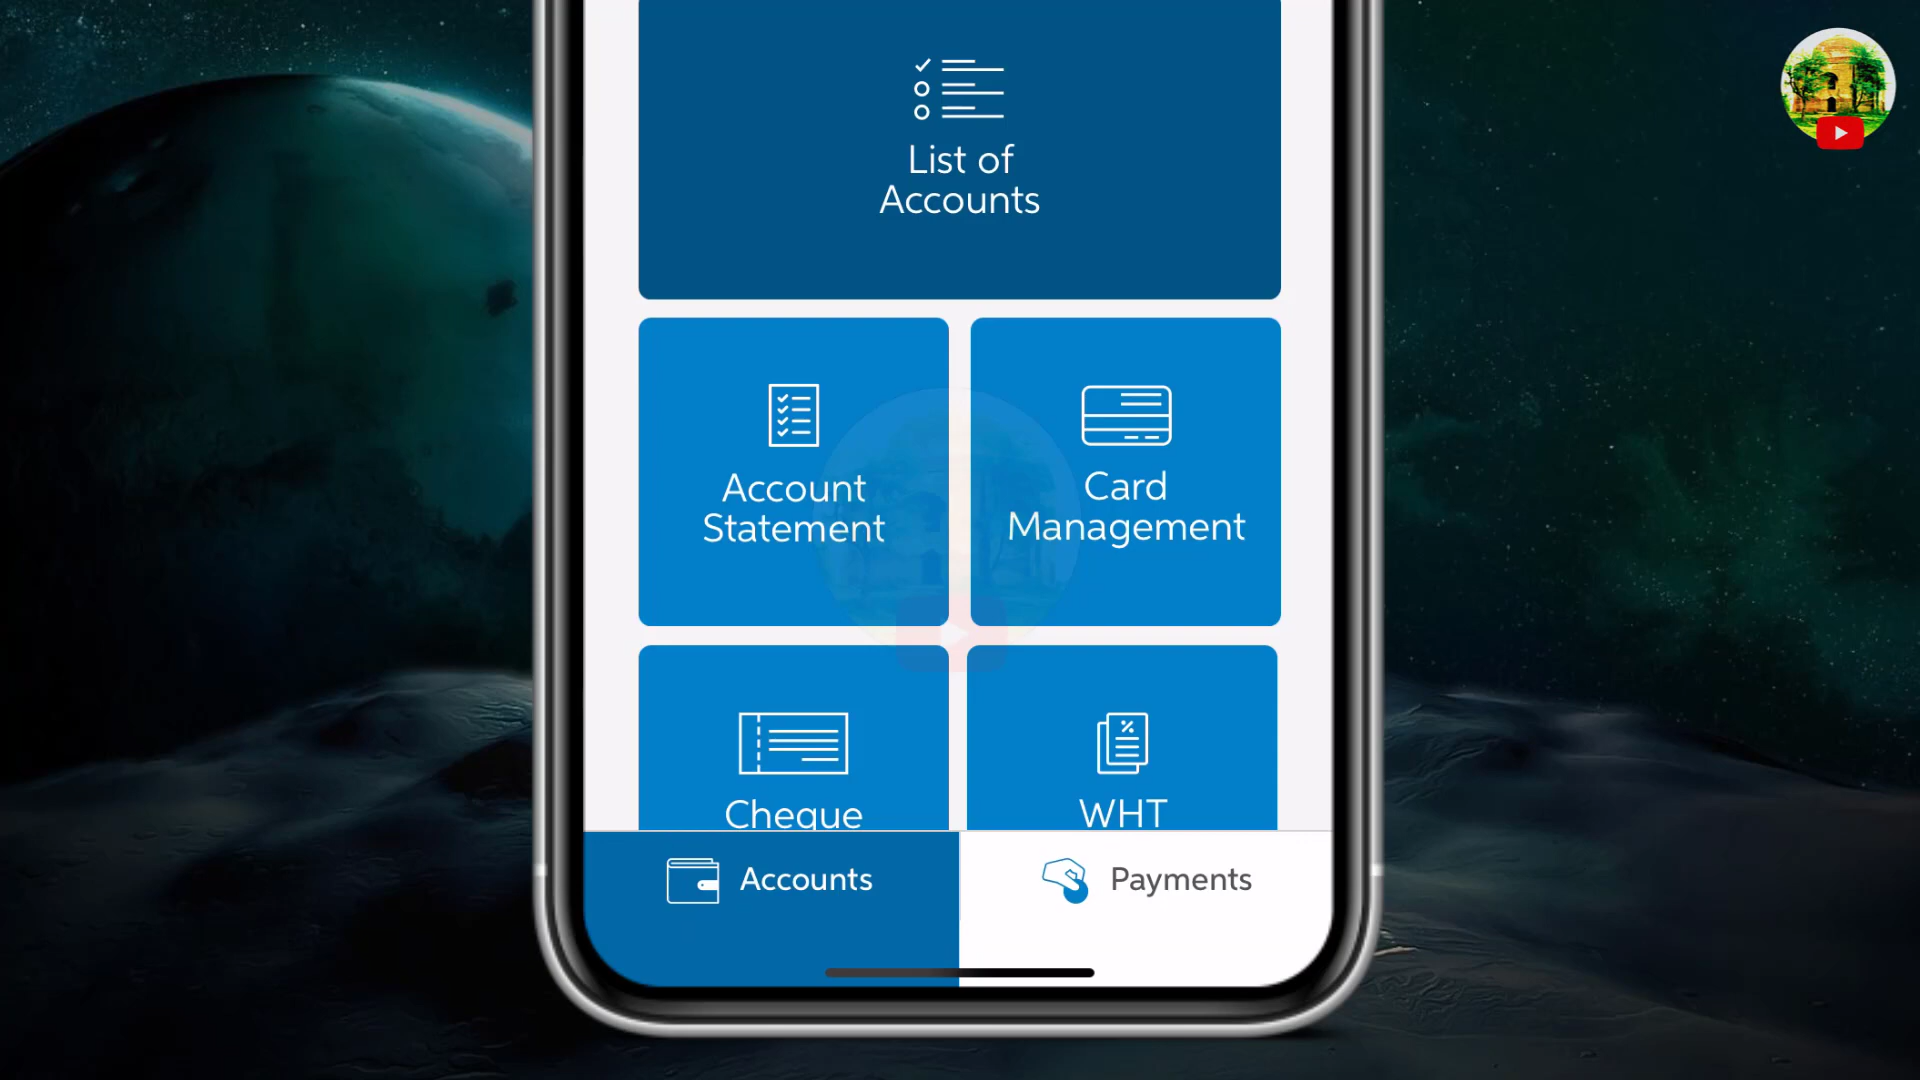 List of
Accounts
Account
Statement
Card
Management
Cheque
WHT
Accounts
Payments